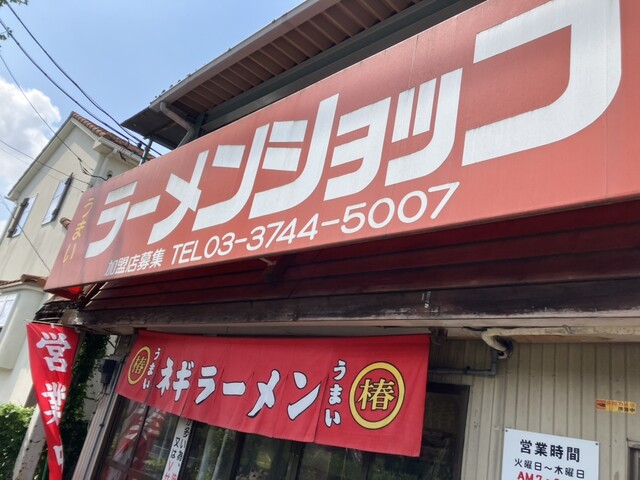 うまい
ラーメンショップ
加盟店募集 TEL03-3744-5007
椿 うまい ネギラーメン うまい 椿
営業
営業時間
火曜日〜木曜日